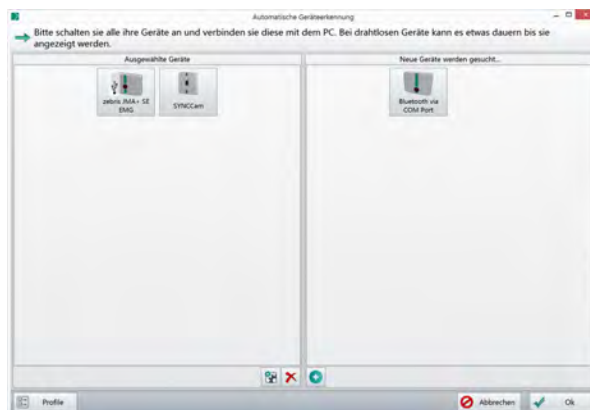 Automatische Geräteerkennung
Bitte schalten sie alle ihre Geräte an und verbinden sie diese mit dem PC. Bei drahtlosen Geräte kann es etwas dauern bis sie
angezeigt werden.
Ausgewählte Geräte
Neue Geräte werden gesucht...
zebris JMA+ SE
EMG
SYNCCam
Bluetooth via
COM Port
Profile
Abbrechen
Ok